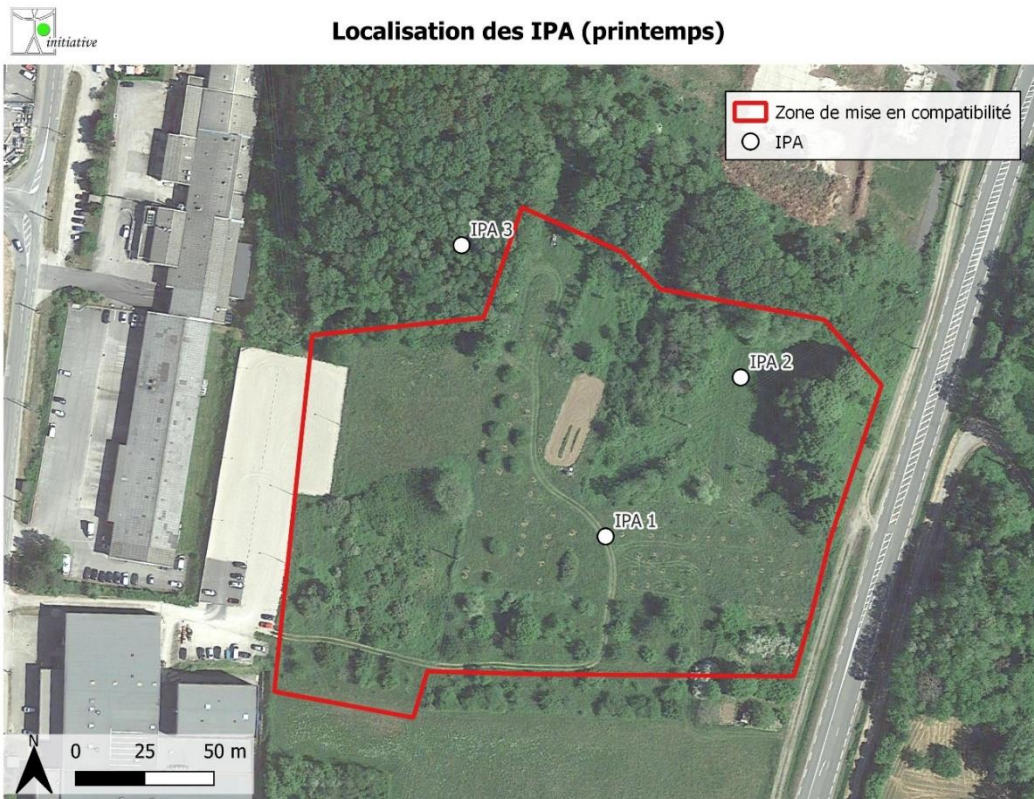 initiative
Localisation des IPA (printemps)
Zone de mise en compatibilité
IPA
IPA 3
IPA 2
IPA 1
N
0 25 50 m